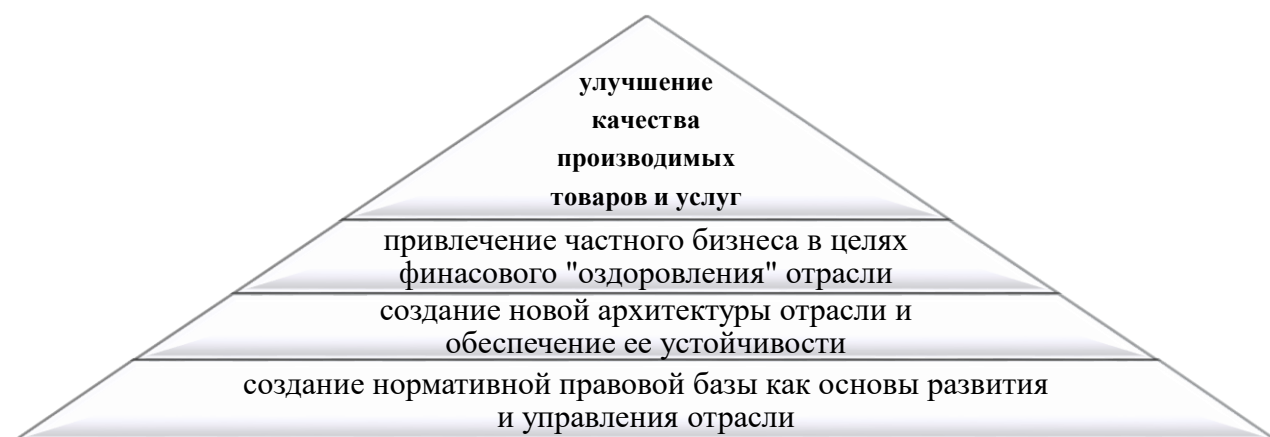 улучшение
качества
производимых
товаров и услуг
привлечение частного бизнеса в целях
финасового "оздоровления" отрасли
создание новой архитектуры отрасли и
обеспечение ее устойчивости
создание нормативной правовой базы как основы развития
и управления отрасли